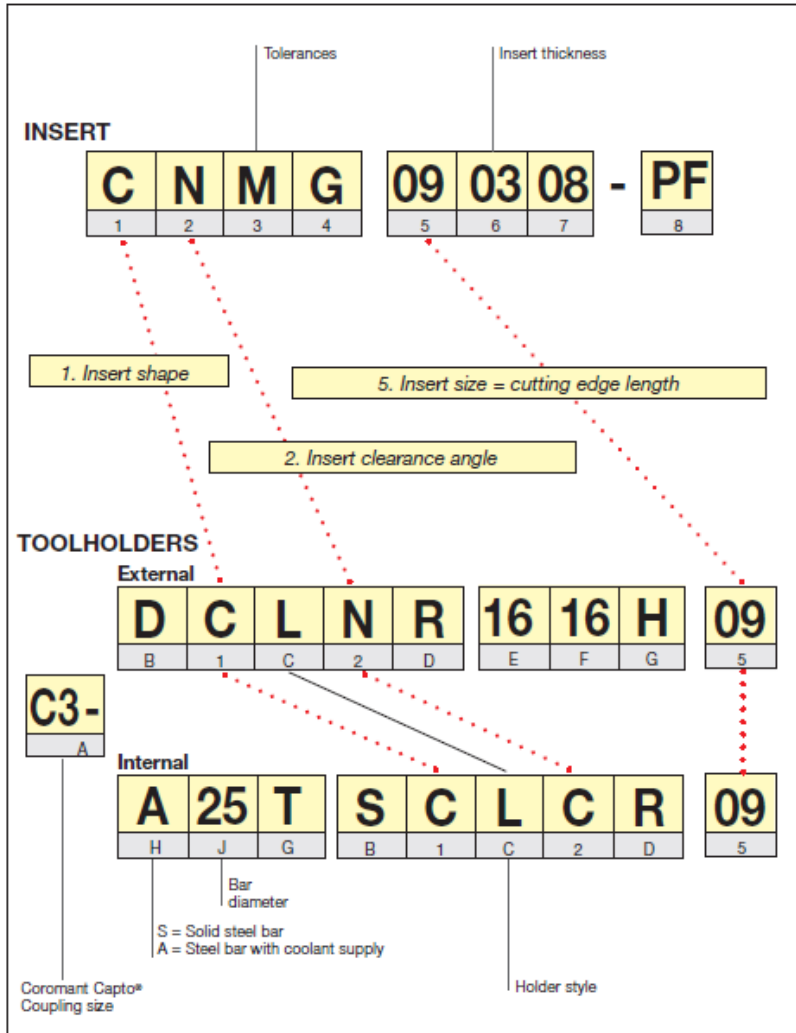 Tolerances
Insert thickness
INSERT
C N M G 09 03 08 - PF
1 2 3 4 5 6 7 8
1. Insert shape
5. Insert size = cutting edge length
2. Insert clearance angle
TOOLHOLDERS
External
D C L N R 16 16 H 09
B 1 C 2 D E F G 5
C3-
A
Internal
A 25 T S C L C R 09
H J G B 1 C 2 D 5
Bar
diameter
S = Solid steel bar
A = Steel bar with coolant supply
Coromant Capto®
Coupling size
Holder style